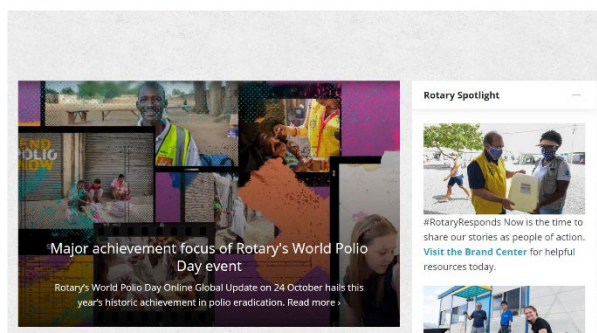 END
POLIO
NOW
Major achievement focus of Rotary's World Polio
Day event
Rotary's World Polio Day Online Global Update on 24 October hails this
year's historic achievement in polio eradication. Read more ›
Rotary Spotlight
#RotaryResponds Now is the time to
share our stories as people of action.
Visit the Brand Center for helpful
resources today.